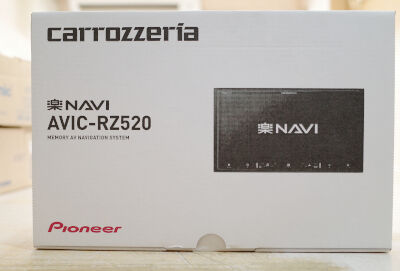 carrozzeria
楽NAVI
AVIC-RZ520
MEMORY AV NAVIGATION SYSTEM
楽NAVI
Pioneer